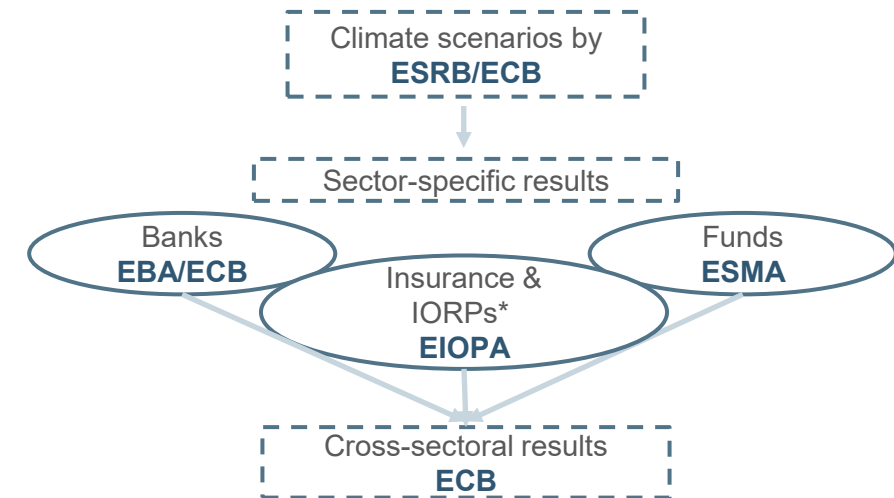 Climate scenarios by
ESRB/ECB
Sector-specific results
Banks
EBA/ECB
Insurance &
IORPs*
EIOPA
Funds
ESMA
Cross-sectoral results
ECB